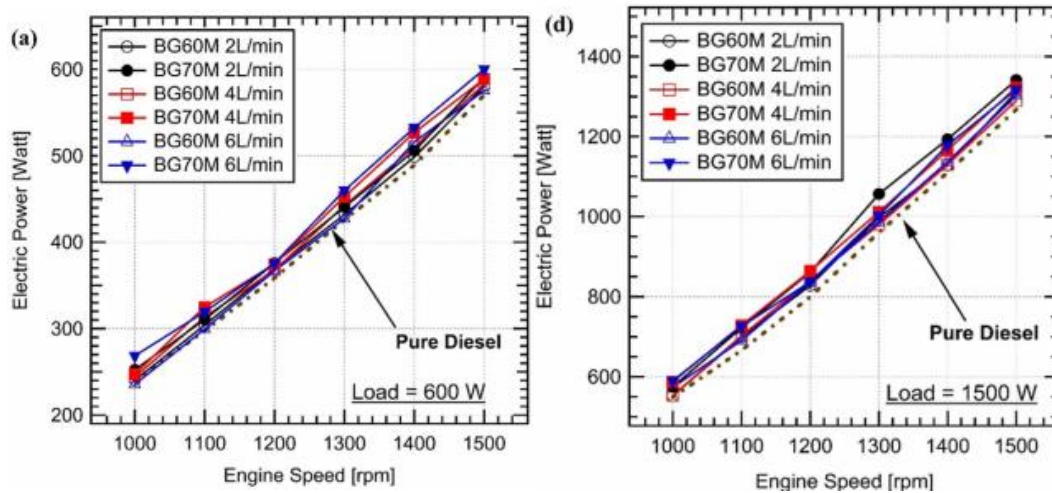 (a)
BG60M 2L/min
BG70M 2L/min
BG60M 4L/min
BG70M 4L/min
BG60M 6L/min
BG70M 6L/min
600
500
400
300
200
Electric Power [Watt]
Pure Diesel
Load = 600 W
1000 1100 1200 1300 1400 1500
Engine Speed [rpm]
(d)
BG60M 2L/min
BG70M 2L/min
BG60M 4L/min
BG70M 4L/min
BG60M 6L/min
BG70M 6L/min
1400
1200
1000
800
600
Electric Power [Watt]
Pure Diesel
Load = 1500 W
1000 1100 1200 1300 1400 1500
Engine Speed [rpm]